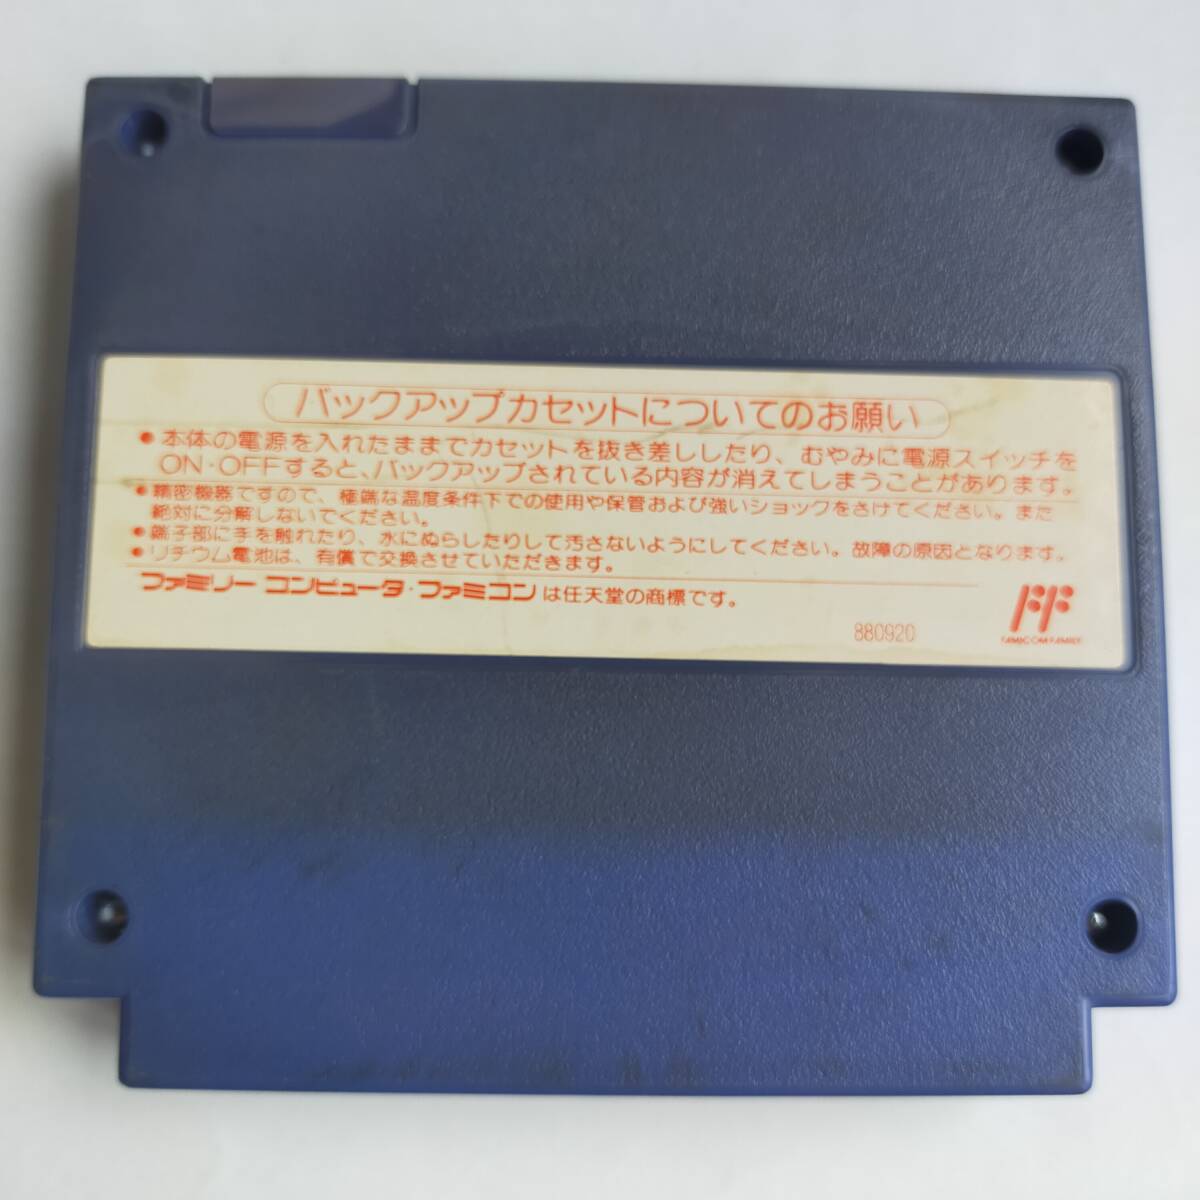 バックアップカセットについてのお願い
●本体の電源を入れたままでカセットを抜き差ししたり、むやみに電源スイッチを
ON・OFFすると、バックアップされている内容が消えてしまうことがあります。
●精密機器ですので、極端な温度条件下での使用や保管および強いショックをさけてください。また
絶対に分解しないでください。
●端子部に手を触れたり、水にぬらしたりして汚さないようにしてください。故障の原因となります。
●リチウム電池は、有償で交換させていただきます。
ファミリー コンピュータ・ファミコンは任天堂の商標です。
880920
FF
FAMICOM FAMILY